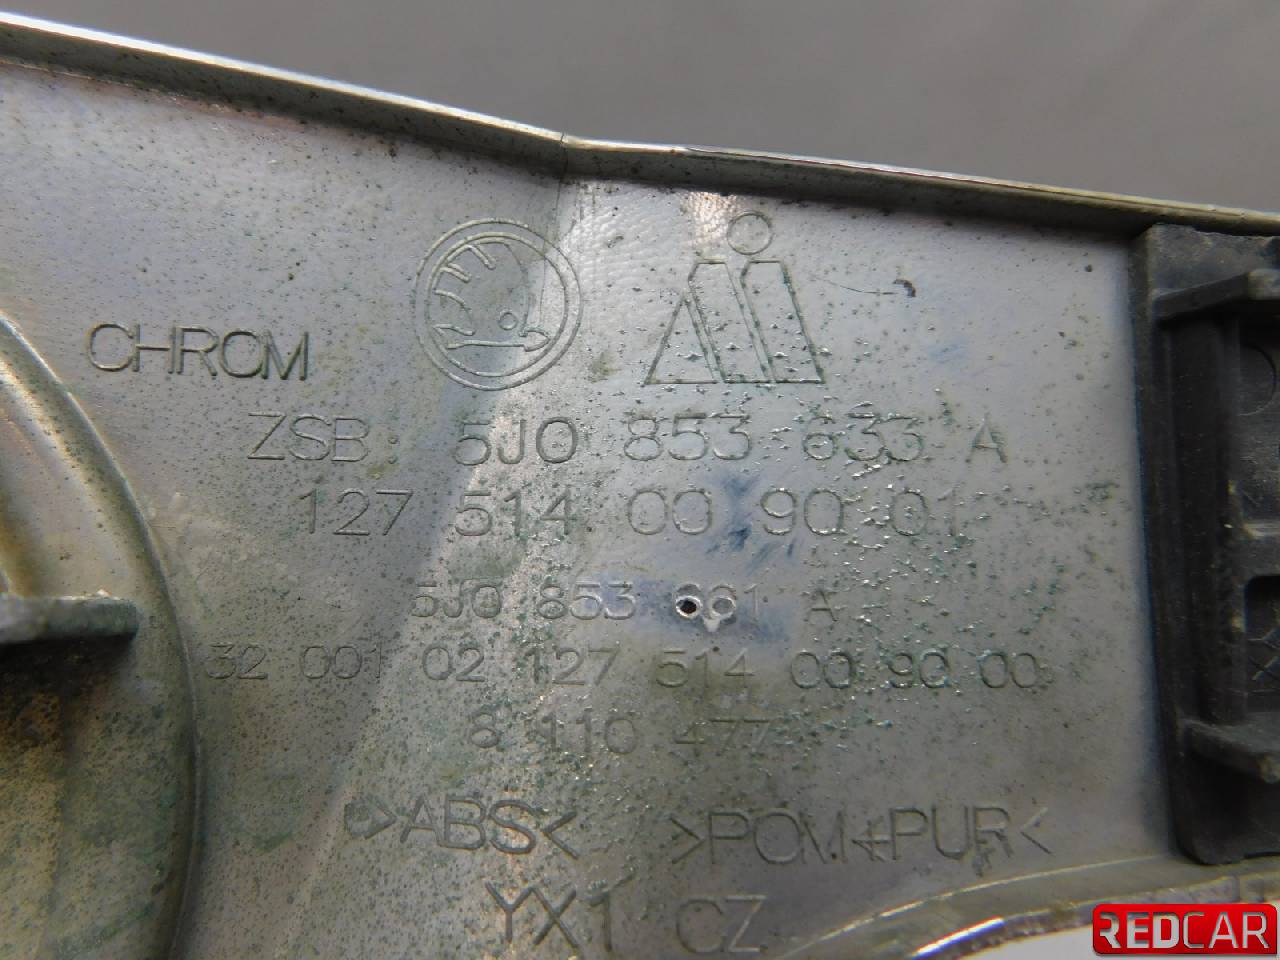 CHROM
ZSB: 5J0 853 633 A
127 514 00 90 01
5J0 853 661 A
32 001 02 127 514 00 90 00
8 110 477
>ABS< >POM+PUR<
YX1 CZ
REDCAR